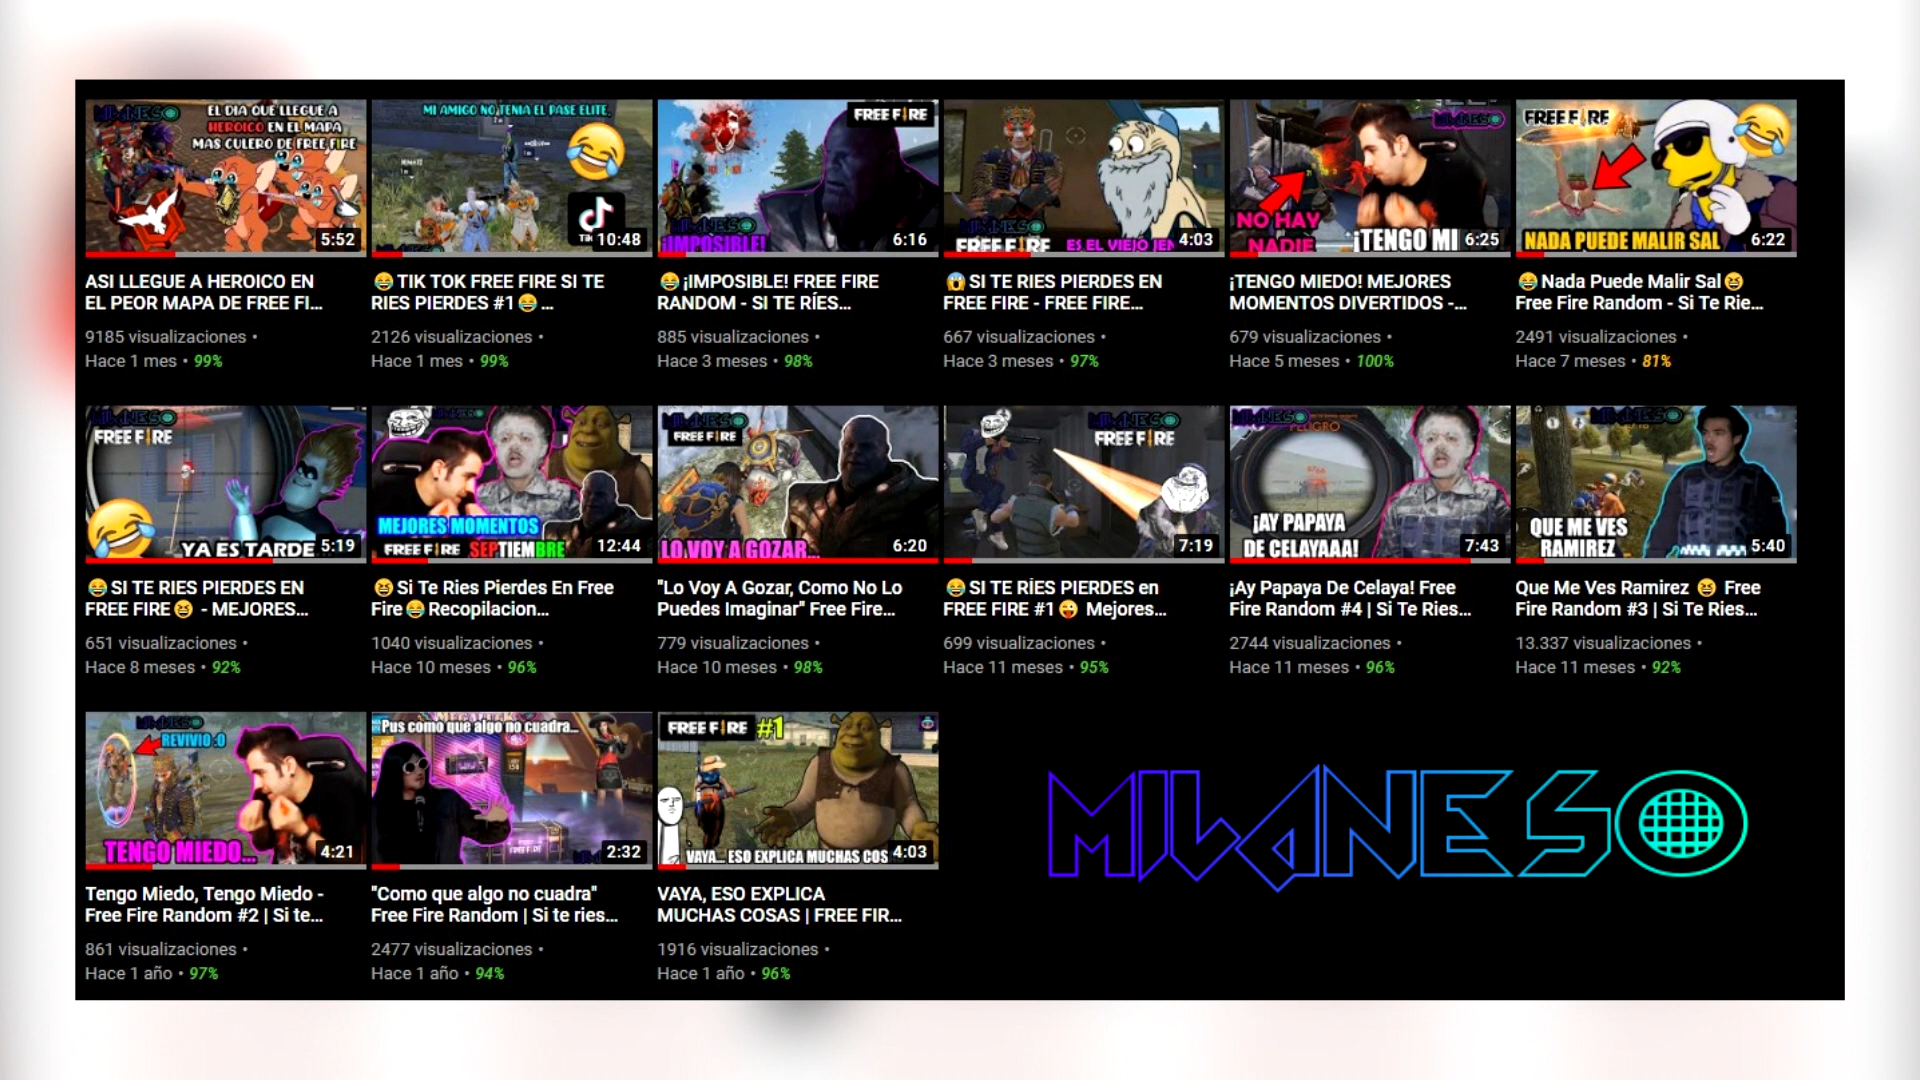 MILANESO
EL DIA QUE LLEGUE A
HEROICO EN EL MAPA
MAS CULERO DE FREE FIRE
5:52
MI AMIGO NO TENIA EL PASE ELITE.
10:48
FREE FIRE
MILANESO
¡IMPOSIBLE!
6:16
MILANESO
FREE FIRE
ES EL VIEJO
4:03
MILANESO
NO HAY
NADIE
¡TENGO MI
6:25
FREE FIRE
NADA PUEDE MALIR SAL
6:22
ASI LLEGUE A HEROICO EN
EL PEOR MAPA DE FREE FI...
9185 visualizaciones •
Hace 1 mes • 99%
😂TIK TOK FREE FIRE SI TE
RIES PIERDES #1😂 ...
2126 visualizaciones •
Hace 1 mes • 99%
😂¡IMPOSIBLE! FREE FIRE
RANDOM - SI TE RÍES...
885 visualizaciones •
Hace 3 meses • 98%
😱SI TE RIES PIERDES EN
FREE FIRE - FREE FIRE...
667 visualizaciones •
Hace 3 meses • 97%
¡TENGO MIEDO! MEJORES
MOMENTOS DIVERTIDOS -...
679 visualizaciones •
Hace 5 meses • 100%
😂Nada Puede Malir Sal😆
Free Fire Random - Si Te Rie...
2491 visualizaciones •
Hace 7 meses • 81%
MILANESO
FREE FIRE
YA ES TARDE
5:19
MEJORES MOMENTOS
FREE FIRE SEPTIEMBRE
12:44
MILANESO
FREE FIRE
LO VOY A GOZAR...
6:20
MILANESO
FREE FIRE
7:19
MILANESO
PELIGRO
¡AY PAPAYA
DE CELAYAAA!
7:43
MILANESO
QUE ME VES
RAMIREZ
5:40
😂SI TE RIES PIERDES EN
FREE FIRE😆 - MEJORES...
651 visualizaciones •
Hace 8 meses • 92%
😆Si Te Ries Pierdes En Free
Fire😂Recopilacion...
1040 visualizaciones •
Hace 10 meses • 96%
"Lo Voy A Gozar, Como No Lo
Puedes Imaginar" Free Fire...
779 visualizaciones •
Hace 10 meses • 98%
😂SI TE RÍES PIERDES en
FREE FIRE #1😜 Mejores...
699 visualizaciones •
Hace 11 meses • 95%
¡Ay Papaya De Celaya! Free
Fire Random #4 | Si Te Ries...
2744 visualizaciones •
Hace 11 meses • 96%
Que Me Ves Ramirez 😆 Free
Fire Random #3 | Si Te Ries...
13.337 visualizaciones •
Hace 11 meses • 92%
MILANESO
REVIVIO :O
TENGO MIEDO...
4:21
Pus como que algo no cuadra...
FREE FIRE
2:32
FREE FIRE #1
VAYA... ESO EXPLICA MUCHAS COS
4:03
Tengo Miedo, Tengo Miedo -
Free Fire Random #2 | Si te...
861 visualizaciones •
Hace 1 año • 97%
"Como que algo no cuadra"
Free Fire Random | Si te ries...
2477 visualizaciones •
Hace 1 año • 94%
VAYA, ESO EXPLICA
MUCHAS COSAS | FREE FIR...
1916 visualizaciones •
Hace 1 año • 96%
MILANESO